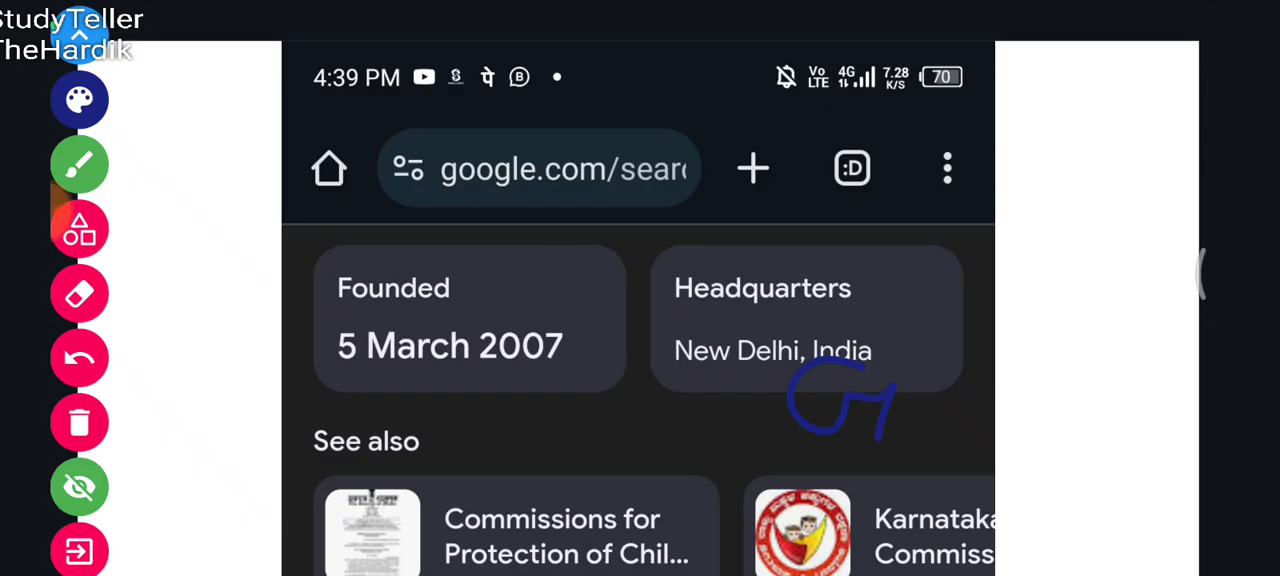 StudyTeller
TheHardik
4:39 PM
Vo LTE 4G 7.28 K/S 70
google.com/sear
:D
Founded
5 March 2007
Headquarters
New Delhi, India
See also
Commissions for
Protection of Chil...
Karnataka
Commiss